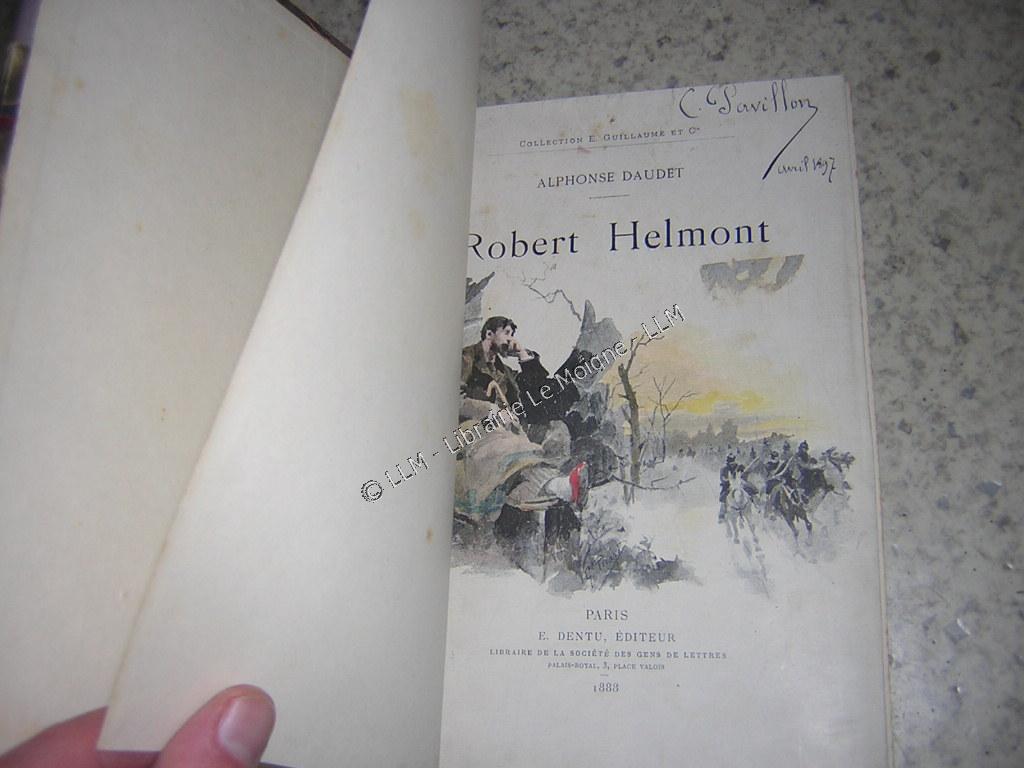 C. Pavillon
avril 1897
COLLECTION E. GUILLAUME ET Cie
ALPHONSE DAUDET
Robert Helmont
© LLM - Librairie Le Moigne - LLM
PARIS
E. DENTU, ÉDITEUR
LIBRAIRE DE LA SOCIÉTÉ DES GENS DE LETTRES
PALAIS-ROYAL, 3, PLACE VALOIS
1888